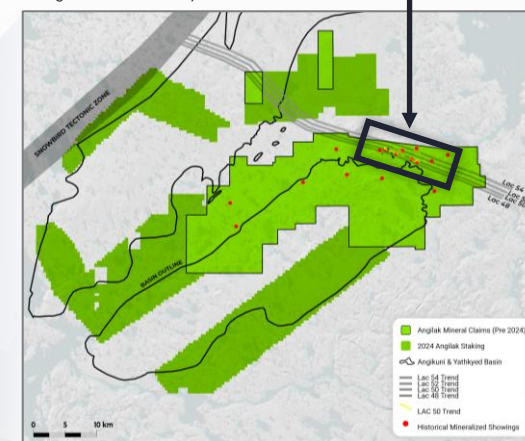 SNOWBIRD TECTONIC ZONE
Lac 54
Lac 50
Lac 48
BASIN OUTLINE
Angilak Mineral Claims (Pre 2024)
2024 Angilak Staking
Angikuni & Yathkyed Basin
Lac 54 Trend
Lac 52 Trend
Lac 50 Trend
Lac 48 Trend
LAC 50 Trend
Historical Mineralized Showings
0 5 10 km